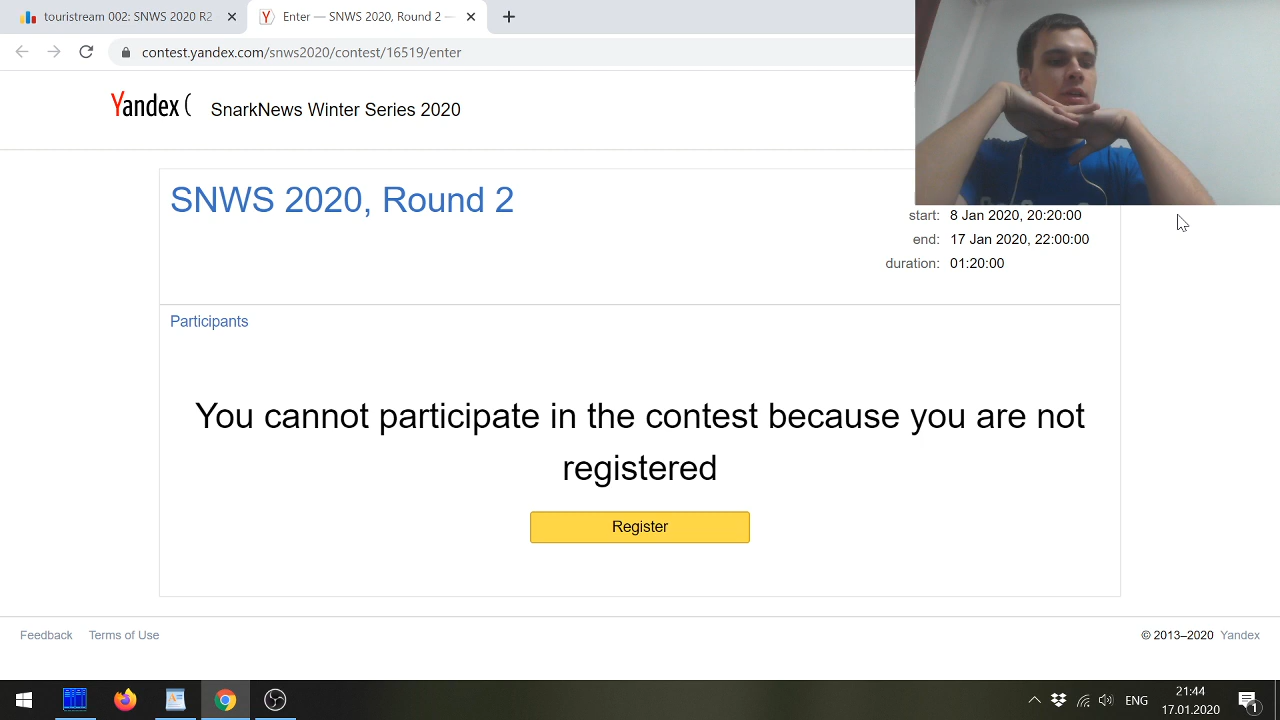 touristream 002: SNWS 2020 R2
Enter — SNWS 2020, Round 2 —
contest.yandex.com/snws2020/contest/16519/enter
Yandex (
SnarkNews Winter Series 2020
SNWS 2020, Round 2
start: 8 Jan 2020, 20:20:00
end: 17 Jan 2020, 22:00:00
duration: 01:20:00
Participants
You cannot participate in the contest because you are not
registered
Register
Feedback Terms of Use
© 2013–2020 Yandex
ENG
21:44
17.01.2020
1